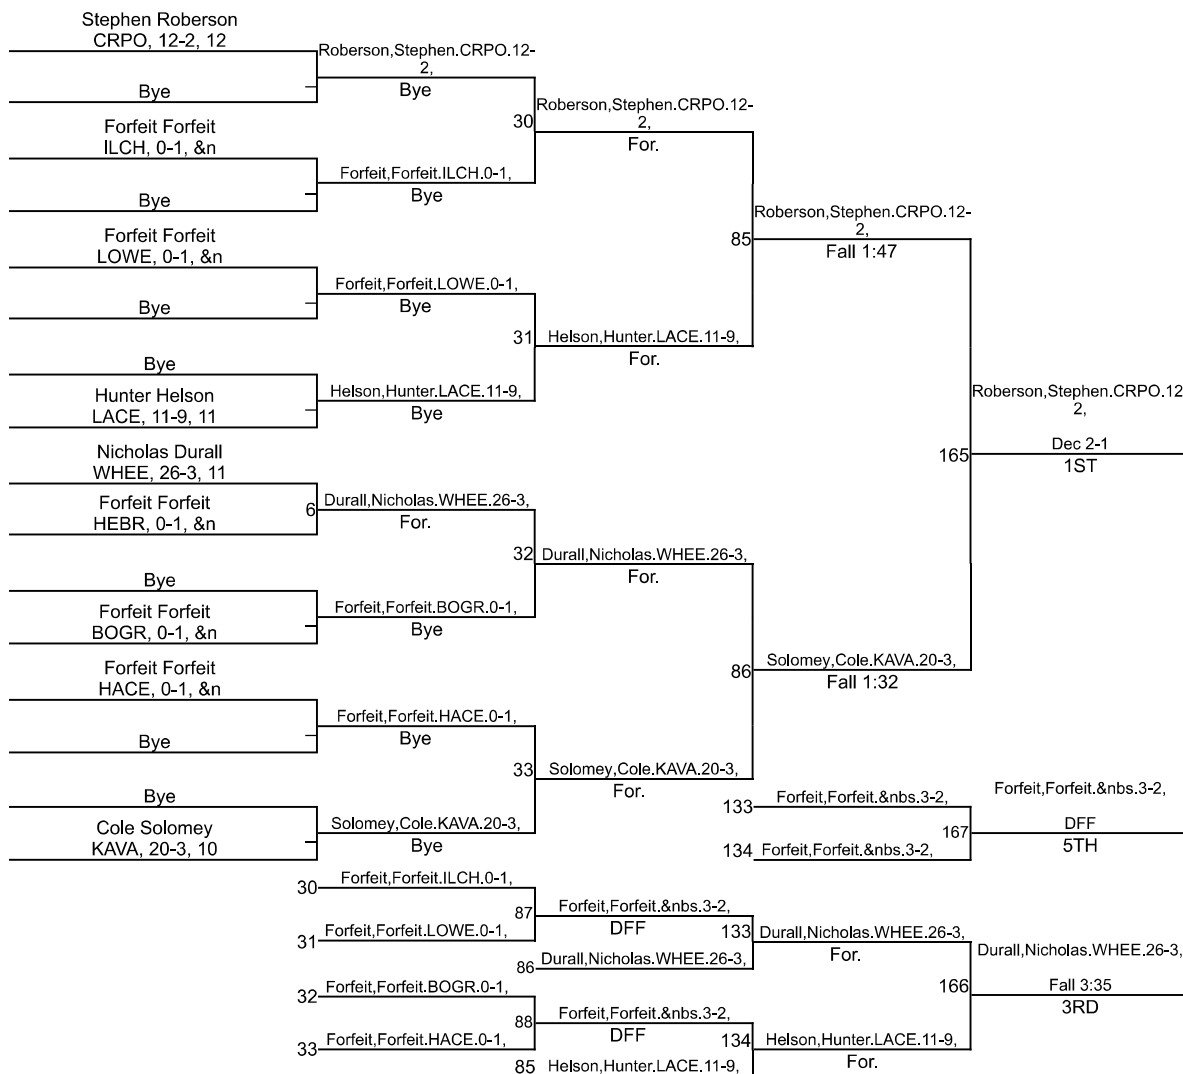 Stephen Roberson
CRPO, 12-2, 12
Bye
Forfeit Forfeit
ILCH, 0-1, &n
Bye
Forfeit Forfeit
LOWE, 0-1, &n
Bye
Bye
Hunter Helson
LACE, 11-9, 11
Nicholas Durall
WHEE, 26-3, 11
Forfeit Forfeit
HEBR, 0-1, &n
Bye
Forfeit Forfeit
BOGR, 0-1, &n
Forfeit Forfeit
HACE, 0-1, &n
Bye
Bye
Cole Solomey
KAVA, 20-3, 10
Roberson,Stephen.CRPO.12-
2,
Bye
Forfeit,Forfeit.ILCH.0-1,
Bye
Forfeit,Forfeit.LOWE.0-1,
Bye
Helson,Hunter.LACE.11-9,
Bye
6
Durall,Nicholas.WHEE.26-3,
For.
Forfeit,Forfeit.BOGR.0-1,
Bye
Forfeit,Forfeit.HACE.0-1,
Bye
Solomey,Cole.KAVA.20-3,
Bye
30
Roberson,Stephen.CRPO.12-
2,
For.
31
Helson,Hunter.LACE.11-9,
For.
32
Durall,Nicholas.WHEE.26-3,
For.
33
Solomey,Cole.KAVA.20-3,
For.
85
Roberson,Stephen.CRPO.12-
2,
Fall 1:47
86
Solomey,Cole.KAVA.20-3,
Fall 1:32
165
Roberson,Stephen.CRPO.12
2,
Dec 2-1
1ST
133
Forfeit,Forfeit.&nbs.3-2,
134
Forfeit,Forfeit.&nbs.3-2,
167
Forfeit,Forfeit.&nbs.3-2,
DFF
5TH
30
Forfeit,Forfeit.ILCH.0-1,
31
Forfeit,Forfeit.LOWE.0-1,
32
Forfeit,Forfeit.BOGR.0-1,
33
Forfeit,Forfeit.HACE.0-1,
87
Forfeit,Forfeit.&nbs.3-2,
DFF
86
Durall,Nicholas.WHEE.26-3,
88
Forfeit,Forfeit.&nbs.3-2,
DFF
85
Helson,Hunter.LACE.11-9,
133
Durall,Nicholas.WHEE.26-3,
For.
134
Helson,Hunter.LACE.11-9,
For.
166
Durall,Nicholas.WHEE.26-3,
Fall 3:35
3RD